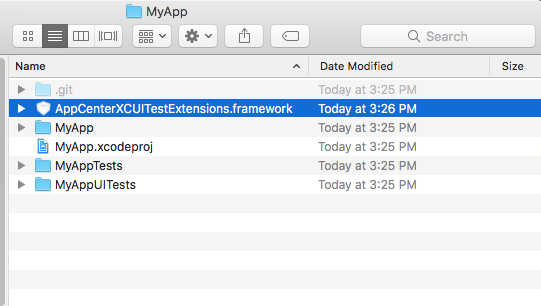 MyApp
Search
Name Date Modified Size
.git Today at 3:25 PM
AppCenterXCUITestExtensions.framework Today at 3:26 PM
MyApp Today at 3:25 PM
MyApp.xcodeproj Today at 3:25 PM
MyAppTests Today at 3:25 PM
MyAppUITests Today at 3:25 PM